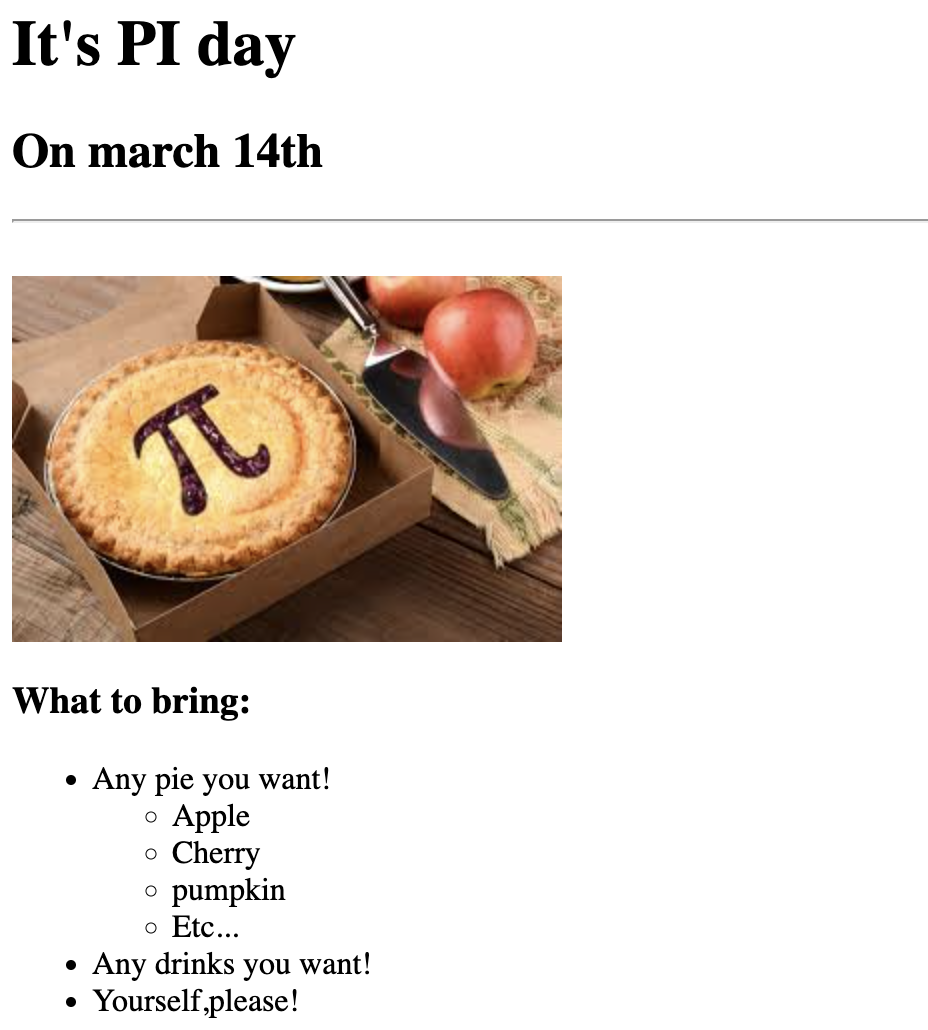 It's PI day
On march 14th
π
What to bring:
Any pie you want!
Apple
Cherry
pumpkin
Etc...
Any drinks you want!
Yourself,please!